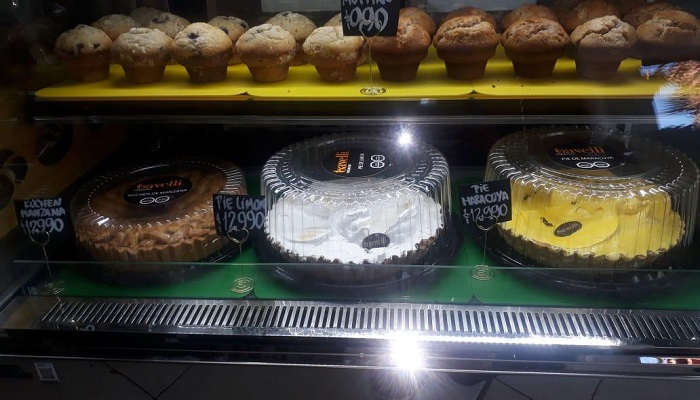 $990
KUCHEN
MANZANA
$12990
PIE LIMON
$12990
PIE
MARACUYA
$12990
tavelli
KUCHEN DE MANZANA
tavelli
tavelli
PIE DE MARACUYA